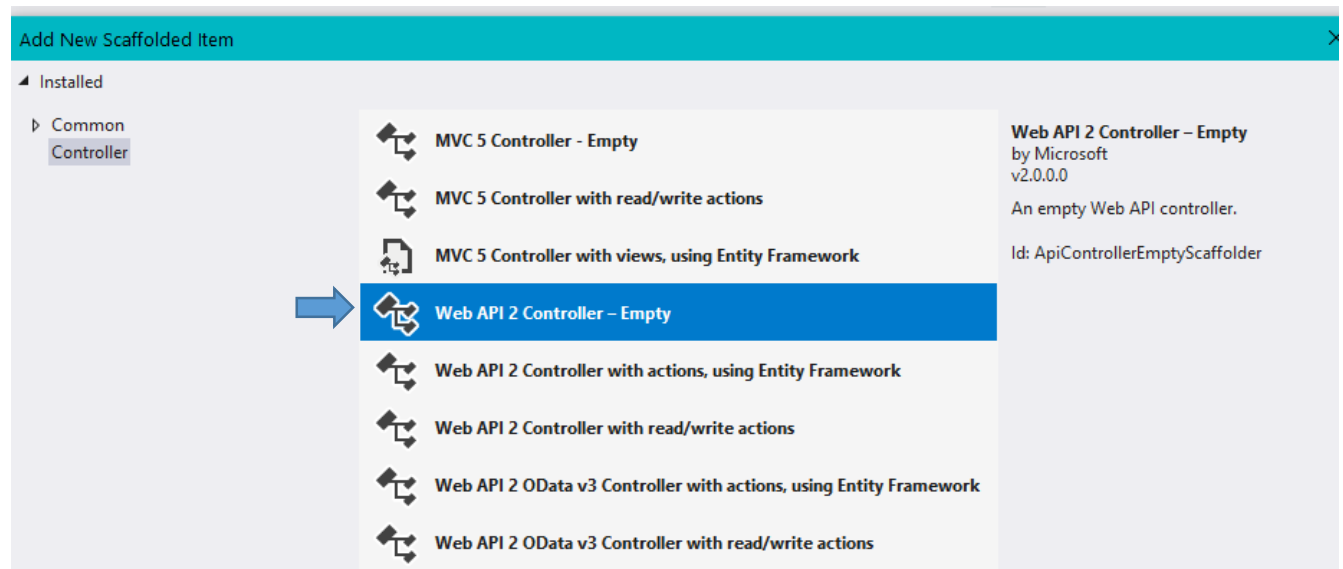 Add New Scaffolded Item
Installed
Common
Controller
MVC 5 Controller - Empty
MVC 5 Controller with read/write actions
MVC 5 Controller with views, using Entity Framework
Web API 2 Controller – Empty
Web API 2 Controller with actions, using Entity Framework
Web API 2 Controller with read/write actions
Web API 2 OData v3 Controller with actions, using Entity Framework
Web API 2 OData v3 Controller with read/write actions
Web API 2 Controller – Empty
by Microsoft
v2.0.0.0
An empty Web API controller.
Id: ApiControllerEmptyScaffolder